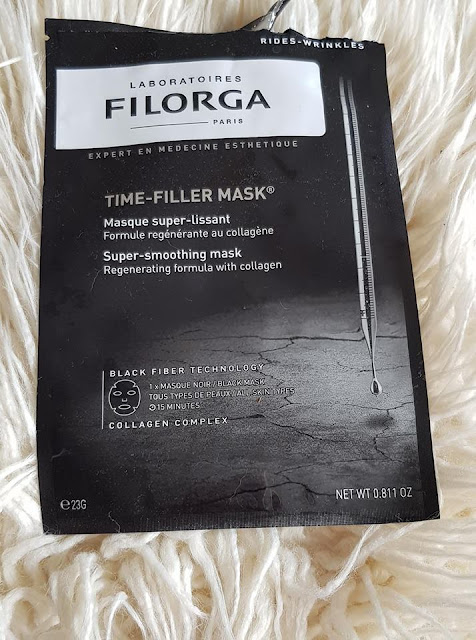 RIDES-WRINKLES
LABORATOIRES
FILORGA
PARIS
EXPERT EN MEDECINE ESTHETIQUE
TIME-FILLER MASK®
Masque super-lissant
Formule regénérante au collagène
Super-smoothing mask
Regenerating formula with collagen
BLACK FIBER TECHNOLOGY
1 x MASQUE NOIR / BLACK MASK
TOUS TYPES DE PEAUX / ALL SKIN TYPES
15 MINUTES
COLLAGEN COMPLEX
℮ 23G
NET WT 0.811 OZ